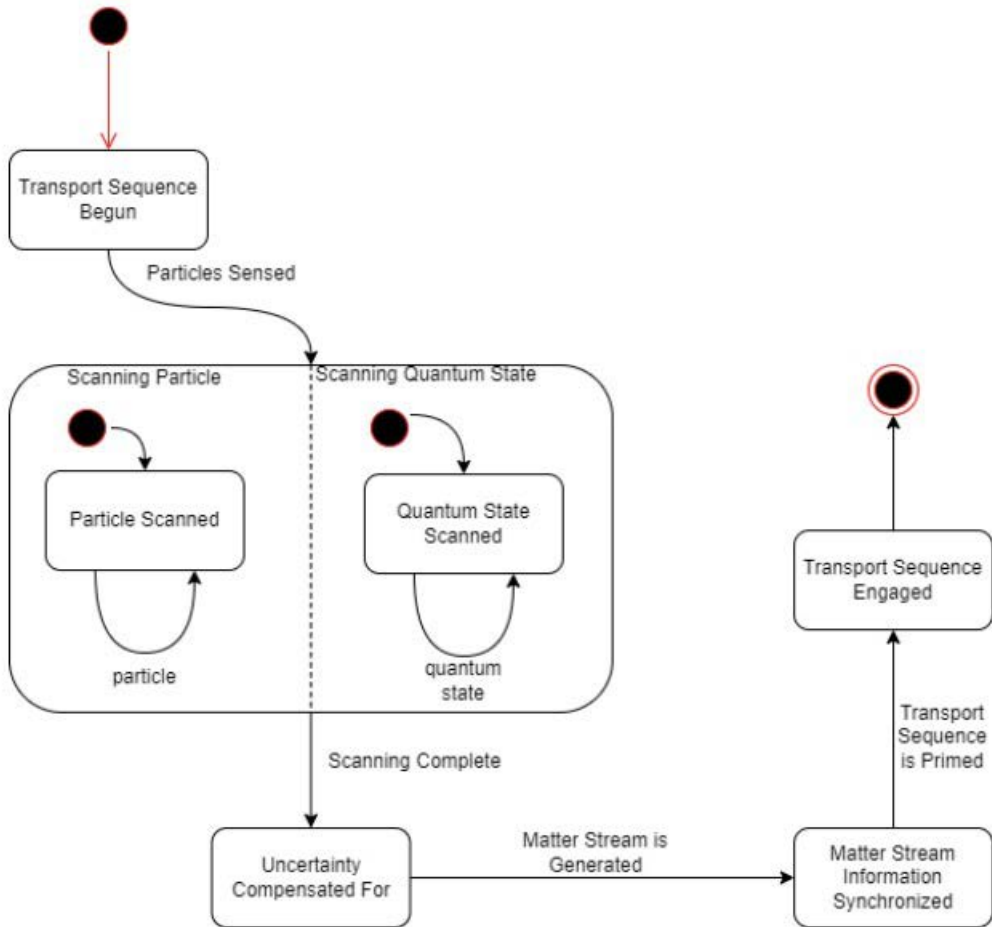 Transport Sequence
Begun
Particles Sensed
Scanning Particle
Scanning Quantum State
Particle Scanned
Quantum State
Scanned
particle
quantum
state
Scanning Complete
Uncertainty
Compensated For
Matter Stream is
Generated
Matter Stream
Information
Synchronized
Transport
Sequence
is Primed
Transport Sequence
Engaged